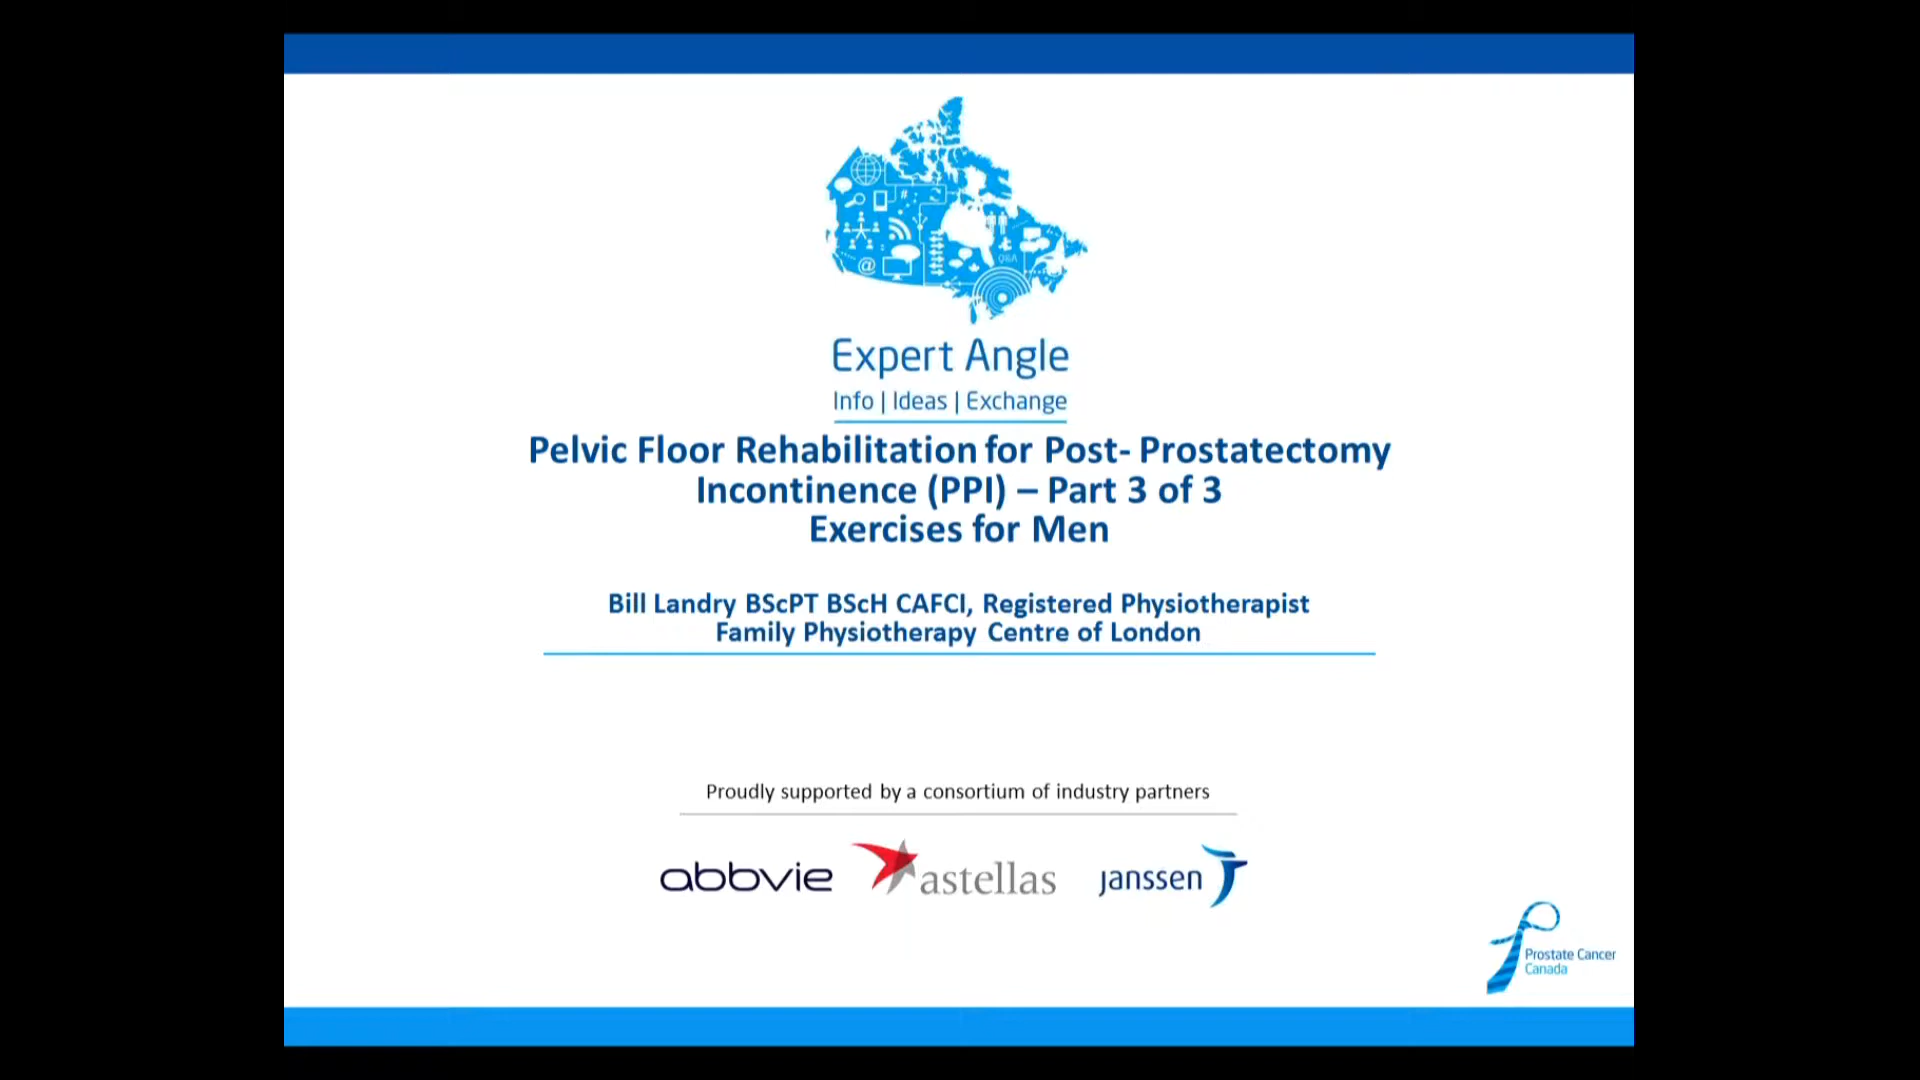 Q&A
Expert Angle
Info | Ideas | Exchange
Pelvic Floor Rehabilitation for Post- Prostatectomy
Incontinence (PPI) – Part 3 of 3
Exercises for Men
Bill Landry BScPT BScH CAFCI, Registered Physiotherapist
Family Physiotherapy Centre of London
Proudly supported by a consortium of industry partners
abbvie astellas janssen
Prostate Cancer
Canada